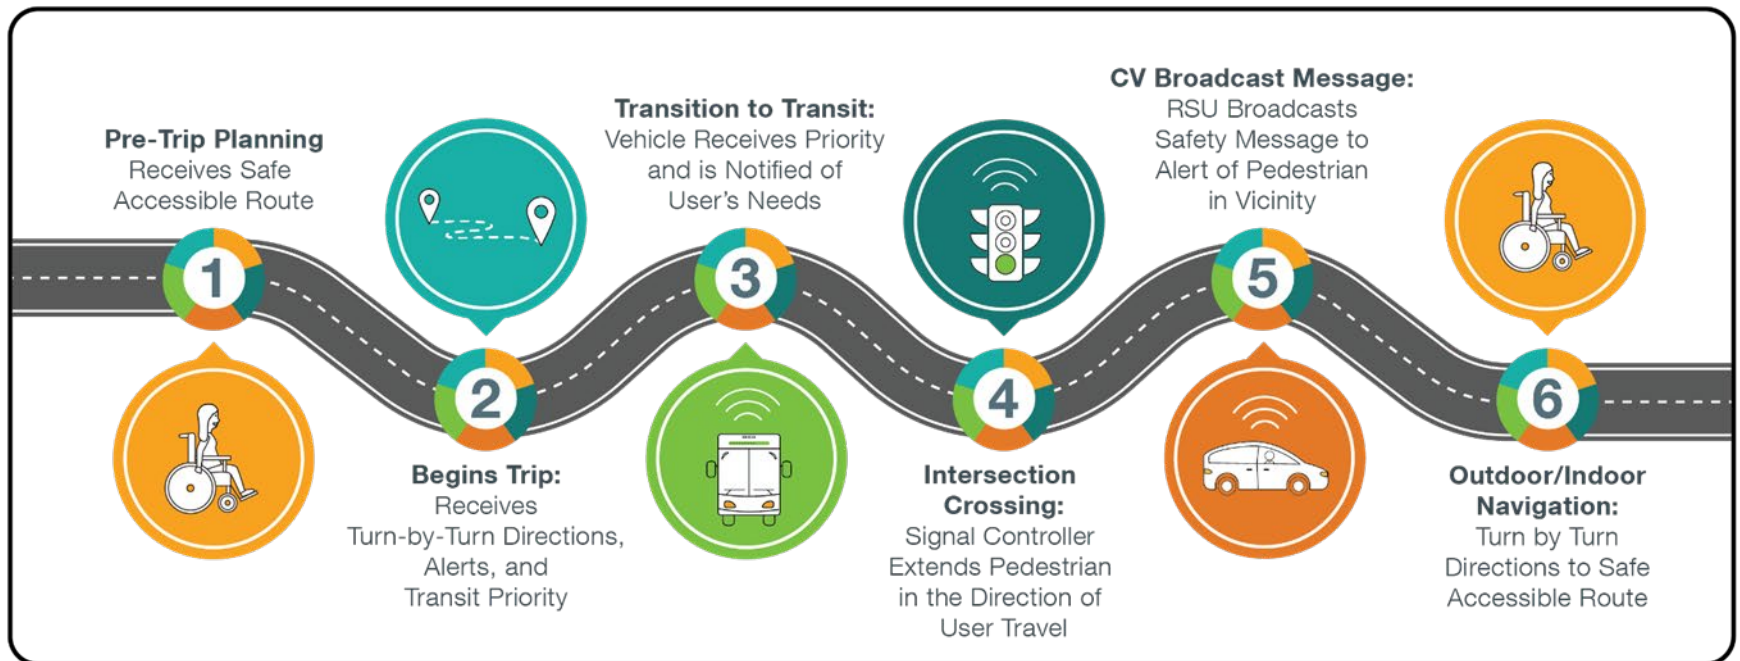 1
Pre-Trip Planning
Receives Safe
Accessible Route
2
Begins Trip:
Receives
Turn-by-Turn Directions,
Alerts, and
Transit Priority
3
Transition to Transit:
Vehicle Receives Priority
and is Notified of
User's Needs
4
Intersection
Crossing:
Signal Controller
Extends Pedestrian
in the Direction of
User Travel
5
CV Broadcast Message:
RSU Broadcasts
Safety Message to
Alert of Pedestrian
in Vicinity
6
Outdoor/Indoor
Navigation:
Turn by Turn
Directions to Safe
Accessible Route